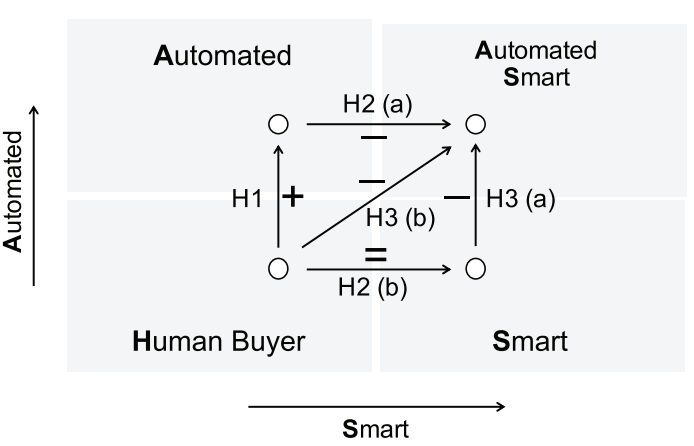 Automated
Automated
Smart
H2 (a)
−
−
H1
+
−
H3 (a)
H3 (b)
=
H2 (b)
Human Buyer
Smart
Automated
Smart